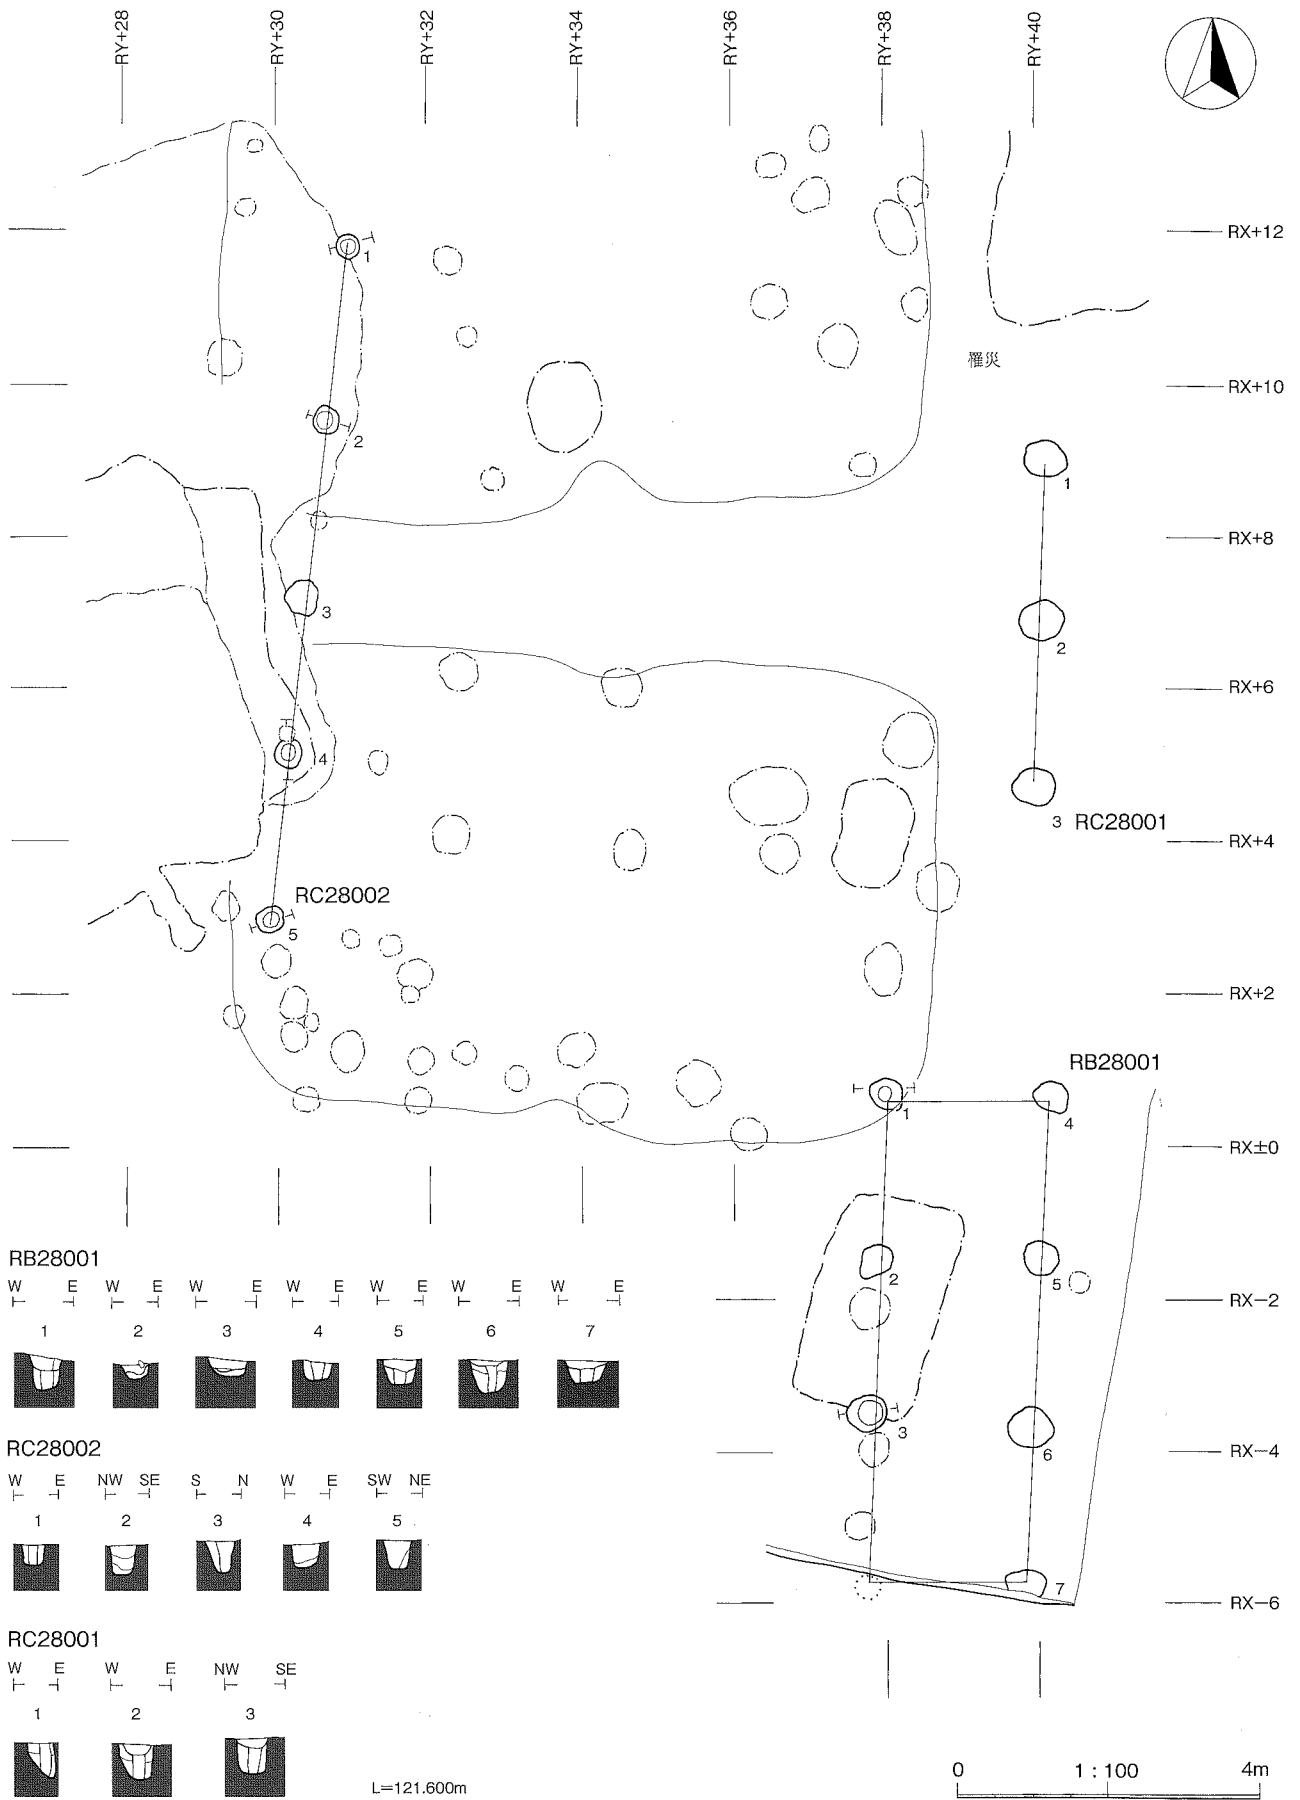 RY+28
RY+30
RY+32
RY+34
RY+36
RY+38
RY+40
RX+12
1
罹災
RX+10
2
1
RX+8
3
2
RX+6
4
3 RC28001
RX+4
RC28002
5
RX+2
RB28001
1
4
RX±0
2
5
RX−2
3
6
RX−4
7
RX−6
RB28001
W E W E W E W E W E W E W E
1 2 3 4 5 6 7
RC28002
W E NW SE S N W E SW NE
1 2 3 4 5
RC28001
W E W E NW SE
1 2 3
L=121.600m
0 1 : 100 4m